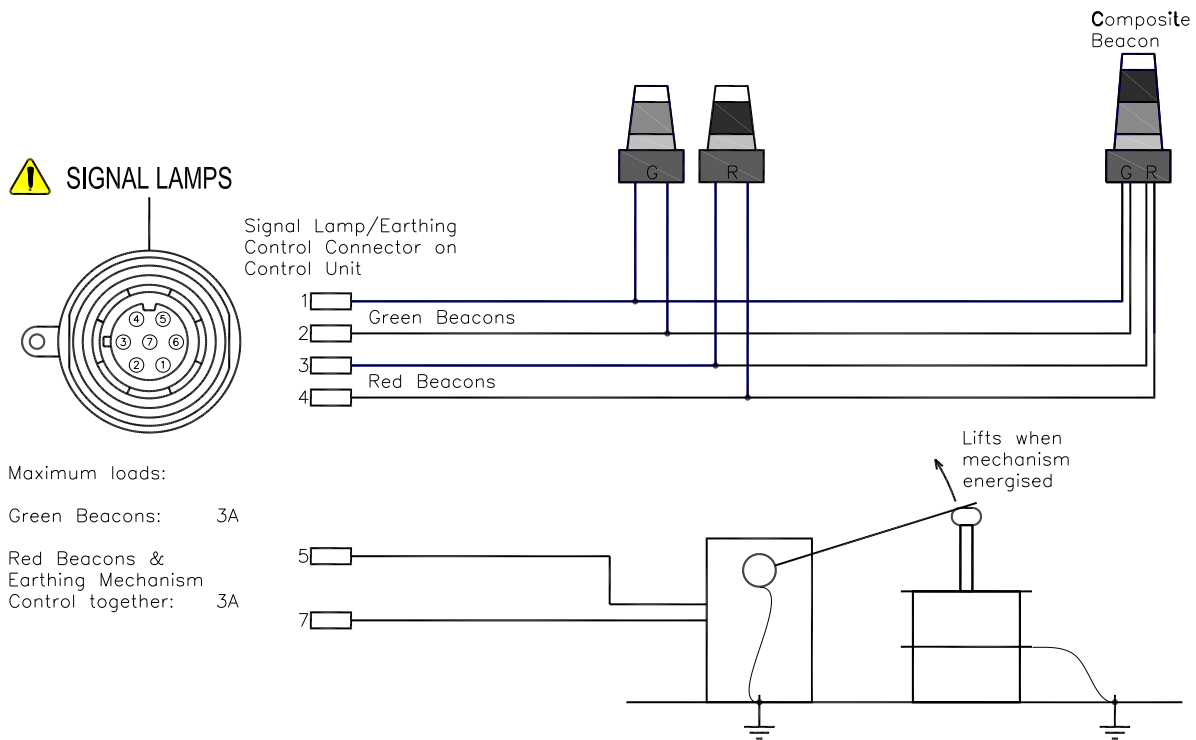 Composite
Beacon
SIGNAL LAMPS
G
R
G R
Signal Lamp/Earthing
Control Connector on
Control Unit
1
Green Beacons
2
3
Red Beacons
4
4 5
3 7 6
2 1
Lifts when
mechanism
energised
Maximum loads:
Green Beacons: 3A
Red Beacons &
Earthing Mechanism
Control together: 3A
5
7